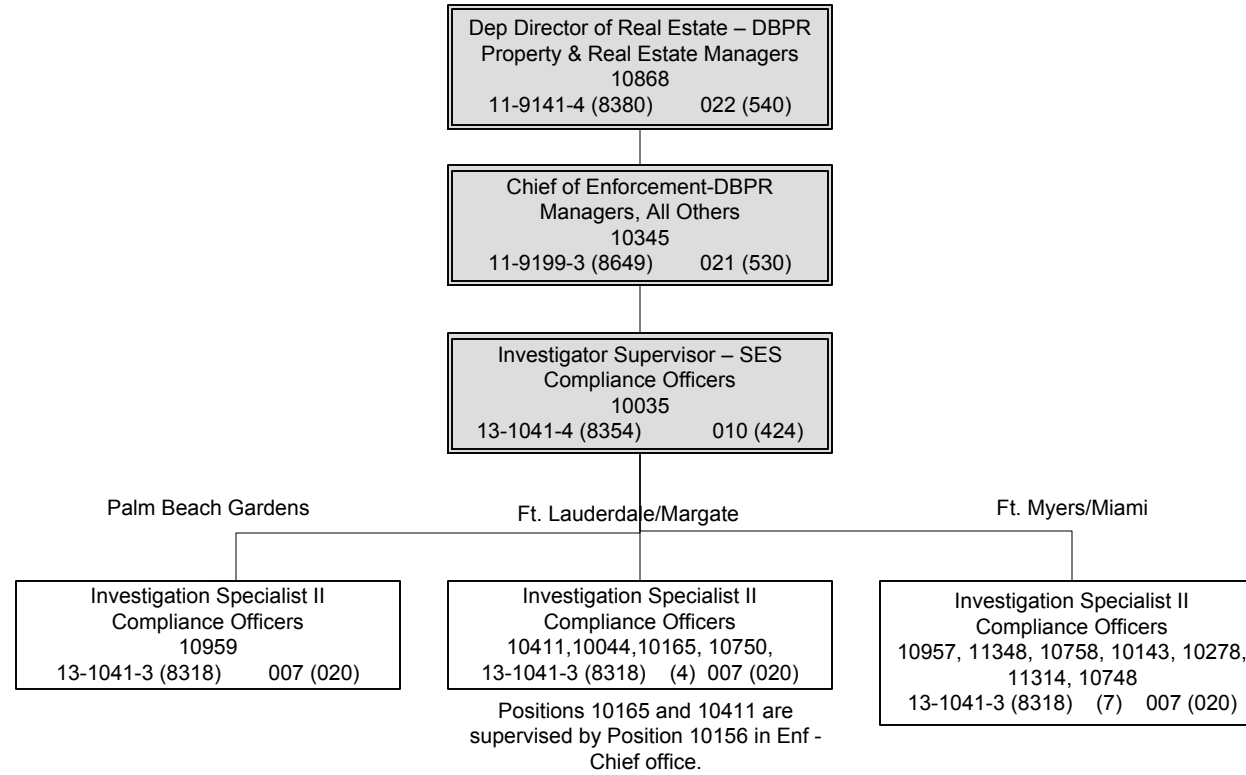 Dep Director of Real Estate – DBPR
Property & Real Estate Managers
10868
11-9141-4 (8380) 022 (540)
Chief of Enforcement-DBPR
Managers, All Others
10345
11-9199-3 (8649) 021 (530)
Investigator Supervisor – SES
Compliance Officers
10035
13-1041-4 (8354) 010 (424)
Palm Beach Gardens
Ft. Lauderdale/Margate
Ft. Myers/Miami
Investigation Specialist II
Compliance Officers
10959
13-1041-3 (8318) 007 (020)
Investigation Specialist II
Compliance Officers
10411,10044,10165, 10750,
13-1041-3 (8318) (4) 007 (020)
Positions 10165 and 10411 are
supervised by Position 10156 in Enf -
Chief office.
Investigation Specialist II
Compliance Officers
10957, 11348, 10758, 10143, 10278,
11314, 10748
13-1041-3 (8318) (7) 007 (020)